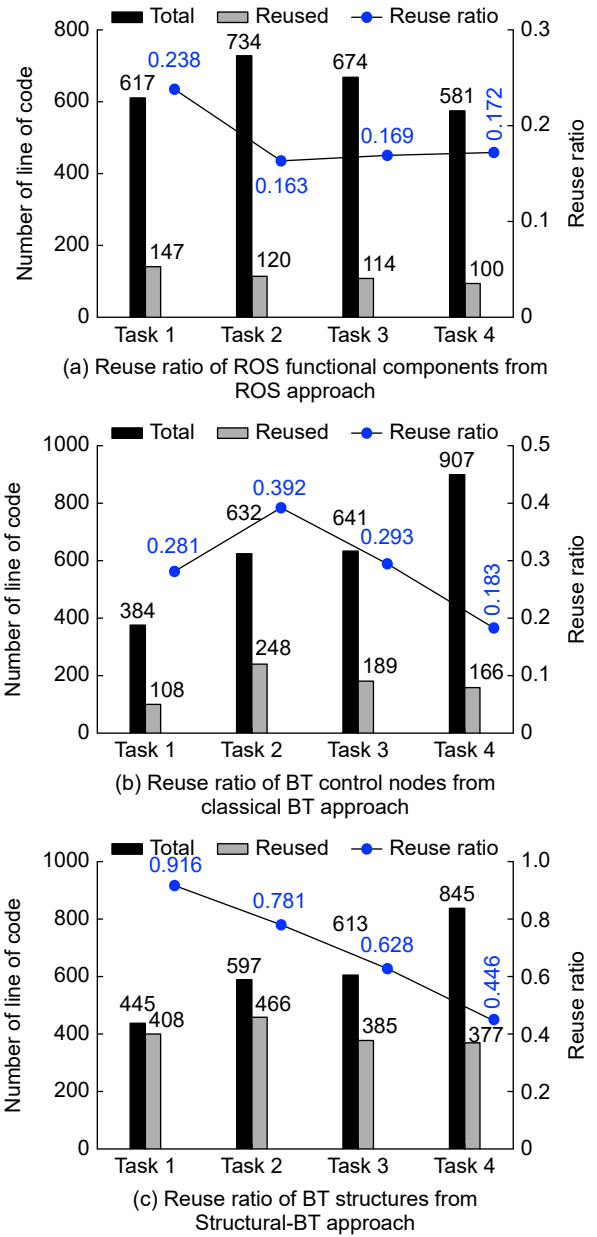 Total Reused Reuse ratio
800 0.3
734
0.238
617 674
581 0.172
600
0.169
0.2
400
0.163
0.1
200
147 120 114 100
0 0
Task 1 Task 2 Task 3 Task 4
Number of line of code
Reuse ratio
(a) Reuse ratio of ROS functional components from
ROS approach
Total Reused Reuse ratio
1000 0.5
907
0.392
800 0.4
632 641
0.293
0.281
600 0.3
0.183
384
400 0.2
248
200 189 166 0.1
108
0 0
Task 1 Task 2 Task 3 Task 4
Number of line of code
Reuse ratio
(b) Reuse ratio of BT control nodes from
classical BT approach
Total Reused Reuse ratio
1000 1.0
0.916
845
0.781
800 0.8
613
0.628
597
600 0.6
0.446
445 408 466 385 377
400 0.4
200 0.2
0 0
Task 1 Task 2 Task 3 Task 4
Number of line of code
Reuse ratio
(c) Reuse ratio of BT structures from
Structural-BT approach